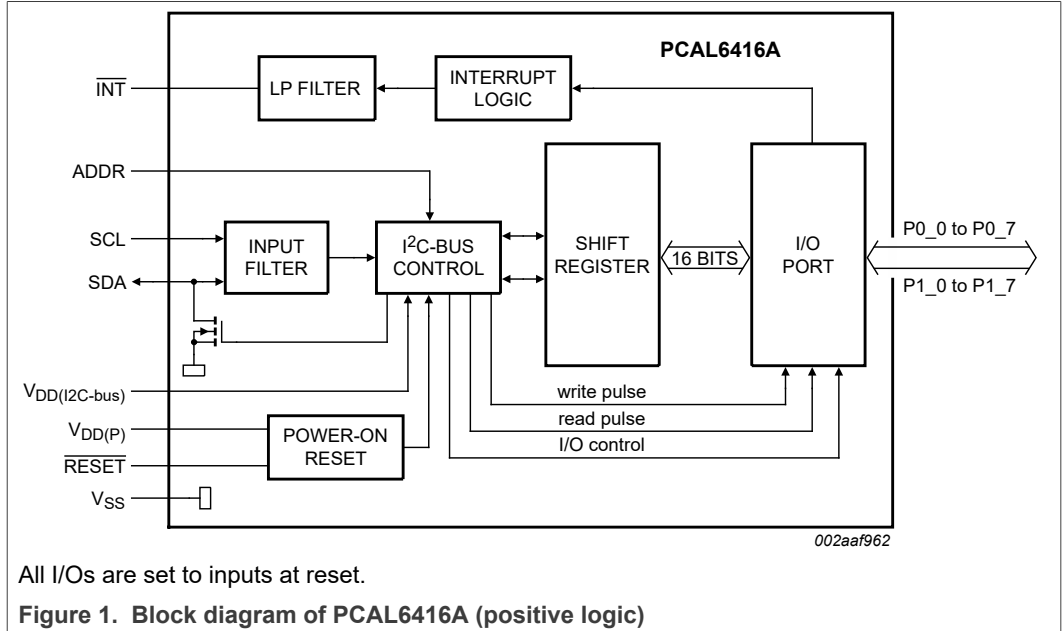 PCAL6416A
INT
LP FILTER
INTERRUPT
LOGIC
ADDR
SCL
SDA
INPUT
FILTER
I²C-BUS
CONTROL
SHIFT
REGISTER
16 BITS
I/O
PORT
P0_0 to P0_7
P1_0 to P1_7
VDD(I2C-bus)
VDD(P)
RESET
VSS
POWER-ON
RESET
write pulse
read pulse
I/O control
002aaf962
All I/Os are set to inputs at reset.
Figure 1. Block diagram of PCAL6416A (positive logic)